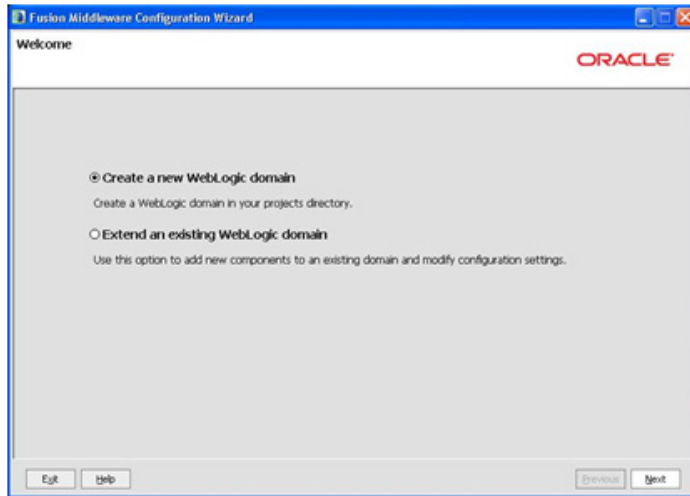 Fusion Middleware Configuration Wizard
Welcome
ORACLE
Create a new WebLogic domain
Create a WebLogic domain in your projects directory.
Extend an existing WebLogic domain
Use this option to add new components to an existing domain and modify configuration settings.
Exit Help Previous Next